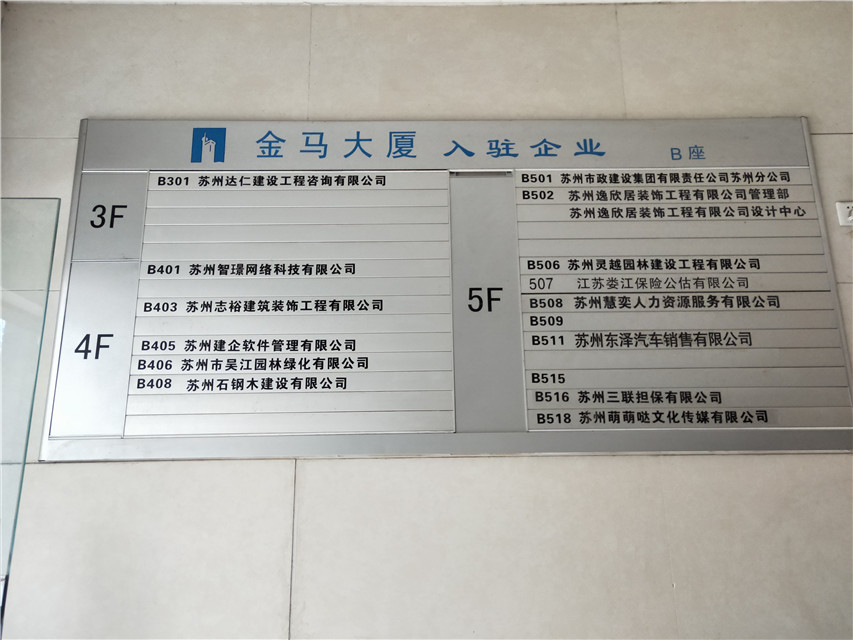 金马大厦 入驻企业 B座
3F
B301 苏州达仁建设工程咨询有限公司
4F
B401 苏州智璟网络科技有限公司
B403 苏州志裕建筑装饰工程有限公司
B405 苏州建企软件管理有限公司
B406 苏州市吴江园林绿化有限公司
B408 苏州石钢木建设有限公司
5F
B501 苏州市政建设集团有限责任公司苏州分公司
B502 苏州逸欣居装饰工程有限公司管理部
苏州逸欣居装饰工程有限公司设计中心
B506 苏州灵越园林建设工程有限公司
507 江苏娄江保险公估有限公司
B508 苏州慧奕人力资源服务有限公司
B509
B511 苏州东泽汽车销售有限公司
B515
B516 苏州三联担保有限公司
B518 苏州萌萌哒文化传媒有限公司